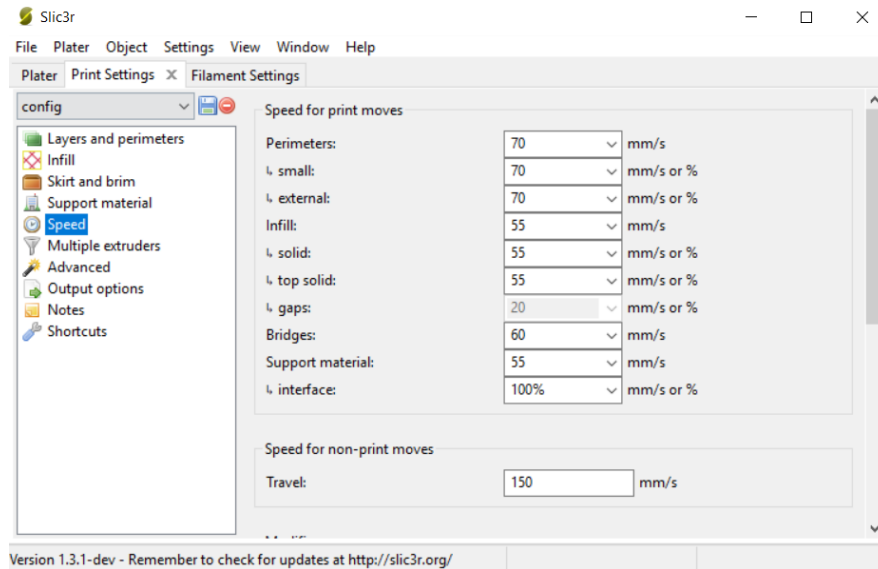 Slic3r
File Plater Object Settings View Window Help
Plater Print Settings X Filament Settings
config
Layers and perimeters
Infill
Skirt and brim
Support material
Speed
Multiple extruders
Advanced
Output options
Notes
Shortcuts
Speed for print moves
Perimeters: 70 mm/s
↳ small: 70 mm/s or %
↳ external: 70 mm/s or %
Infill: 55 mm/s
↳ solid: 55 mm/s or %
↳ top solid: 55 mm/s or %
↳ gaps: 20 mm/s or %
Bridges: 60 mm/s
Support material: 55 mm/s
↳ interface: 100% mm/s or %
Speed for non-print moves
Travel: 150 mm/s
Version 1.3.1-dev - Remember to check for updates at http://slic3r.org/